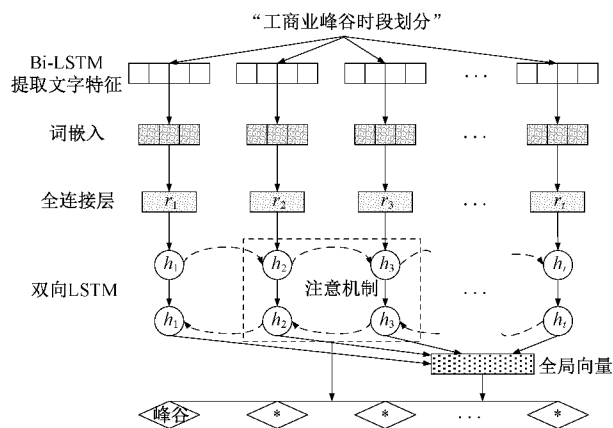 “工商业峰谷时段划分”
Bi-LSTM
提取文字特征
...
词嵌入
...
全连接层
r1 r2 r3 ... rt
h1 h2 h3 ht
双向LSTM
注意机制
...
h1 h2 h3 ht
全局向量
峰谷 * * ... *